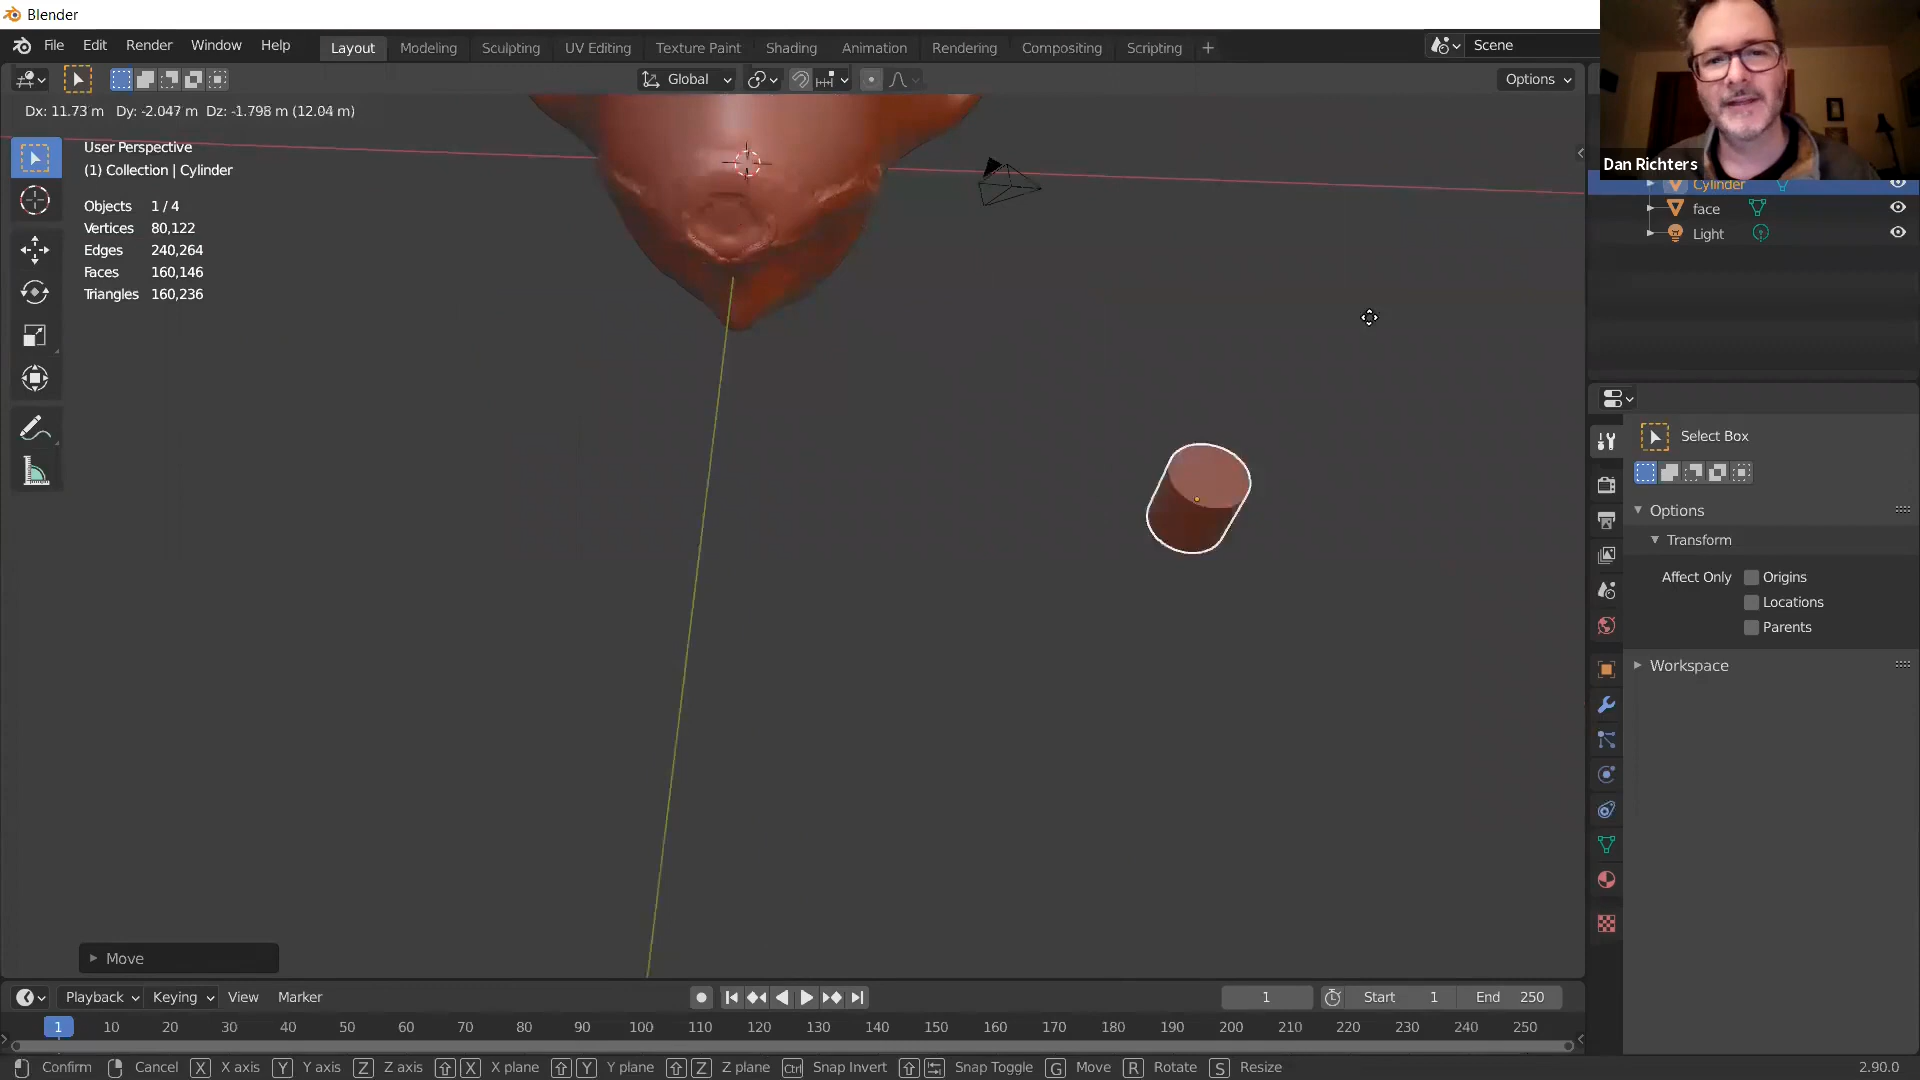 Blender
File Edit Render Window Help Layout Modeling Sculpting UV Editing Texture Paint Shading Animation Rendering Compositing Scripting + Scene
Global Options
Dx: 11.73 m Dy: -2.047 m Dz: -1.798 m (12.04 m)
User Perspective
(1) Collection | Cylinder
Objects 1 / 4
Vertices 80,122
Edges 240,264
Faces 160,146
Triangles 160,236
Dan Richters
Cylinder
face
Light
Select Box
Options
Transform
Affect Only Origins
Locations
Parents
Workspace
Move
Playback Keying View Marker 1 Start 1 End 250
1 10 20 30 40 50 60 70 80 90 100 110 120 130 140 150 160 170 180 190 200 210 220 230 240 250
Confirm Cancel X X axis Y Y axis Z Z axis X X plane Y Y plane Z Z plane Ctrl Snap Invert Snap Toggle G Move R Rotate S Resize 2.90.0